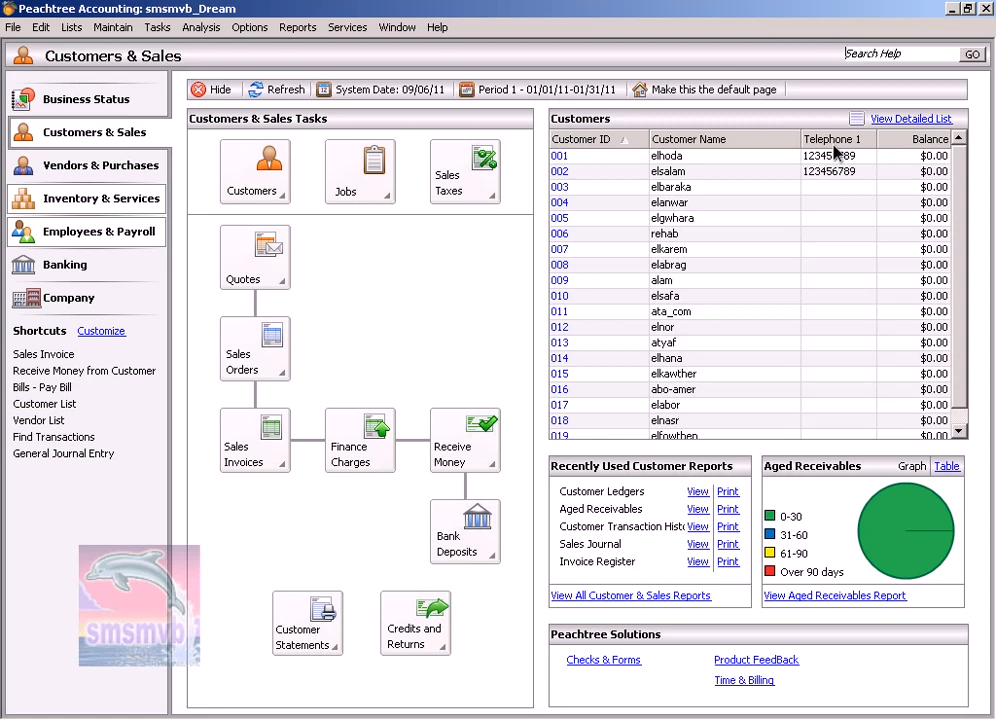 Peachtree Accounting: smsmvb_Dream
File Edit Lists Maintain Tasks Analysis Options Reports Services Window Help
Customers & Sales
Search Help GO
Business Status
Customers & Sales
Vendors & Purchases
Inventory & Services
Employees & Payroll
Banking
Company
Shortcuts Customize
Sales Invoice
Receive Money from Customer
Bills - Pay Bill
Customer List
Vendor List
Find Transactions
General Journal Entry
smsmvb
Hide Refresh System Date: 09/06/11 Period 1 - 01/01/11-01/31/11 Make this the default page
Customers & Sales Tasks
Customers
Jobs
Sales
Taxes
Quotes
Sales
Orders
Sales
Invoices
Finance
Charges
Receive
Money
Bank
Deposits
Customer
Statements
Credits and
Returns
Customers View Detailed List
Customer ID Customer Name Telephone 1 Balance
001 elhoda 123456789 $0.00
002 elsalam 123456789 $0.00
003 elbaraka $0.00
004 elanwar $0.00
005 elgwhara $0.00
006 rehab $0.00
007 elkarem $0.00
008 elabrag $0.00
009 alam $0.00
010 elsafa $0.00
011 ata_com $0.00
012 elnor $0.00
013 atyaf $0.00
014 elhana $0.00
015 elkawther $0.00
016 abo-amer $0.00
017 elabor $0.00
018 elnasr $0.00
019 elfowthen $0.00
Recently Used Customer Reports
Customer Ledgers View Print
Aged Receivables View Print
Customer Transaction Histo View Print
Sales Journal View Print
Invoice Register View Print
View All Customer & Sales Reports
Aged Receivables Graph Table
0-30
31-60
61-90
Over 90 days
View Aged Receivables Report
Peachtree Solutions
Checks & Forms Product FeedBack
Time & Billing